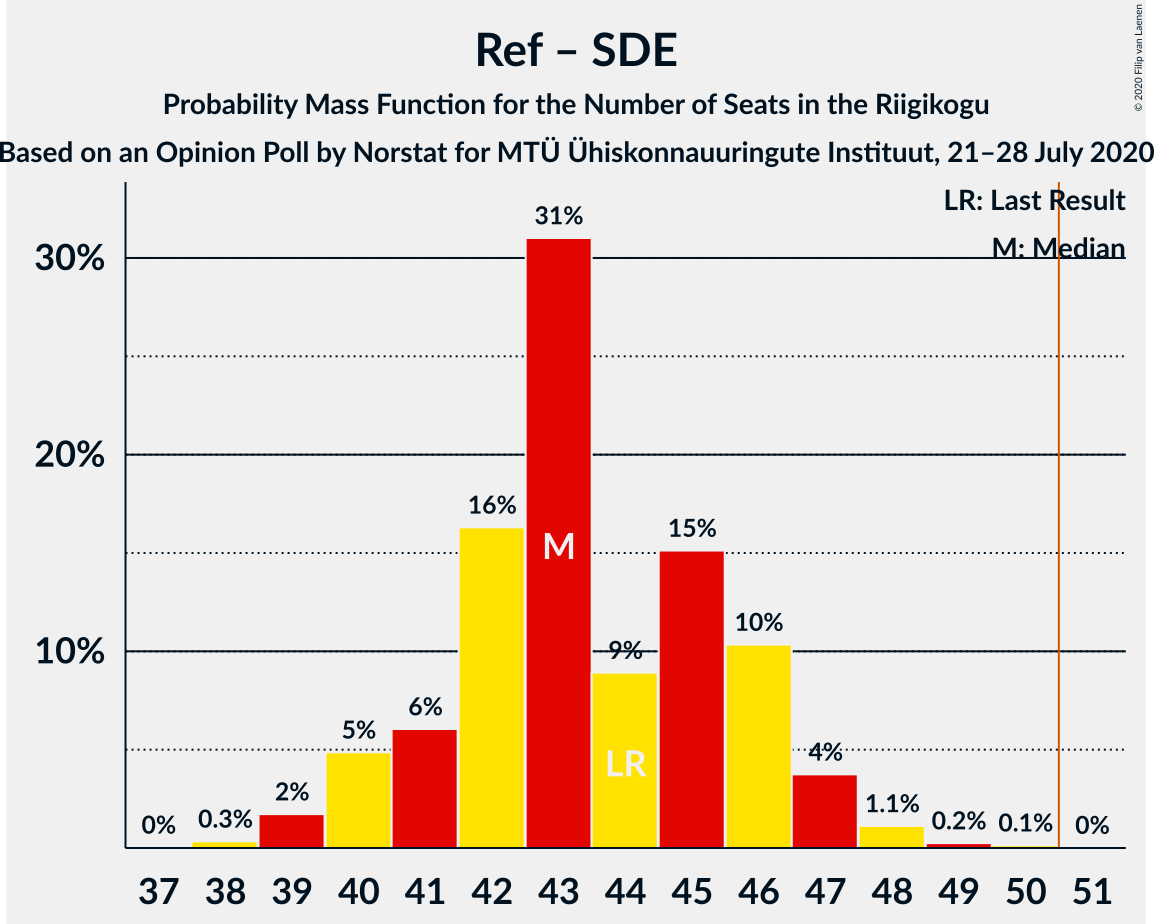 Ref – SDE
Probability Mass Function for the Number of Seats in the Riigikogu
Based on an Opinion Poll by Norstat for MTÜ Ühiskonnauuringute Instituut, 21–28 July 2020
© 2020 Filip van Laenen
LR: Last Result
M: Median
30%
20%
10%
0%
0.3%
2%
5%
6%
16%
31%
9%
15%
10%
4%
1.1%
0.2%
0.1%
0%
M
LR
37 38 39 40 41 42 43 44 45 46 47 48 49 50 51